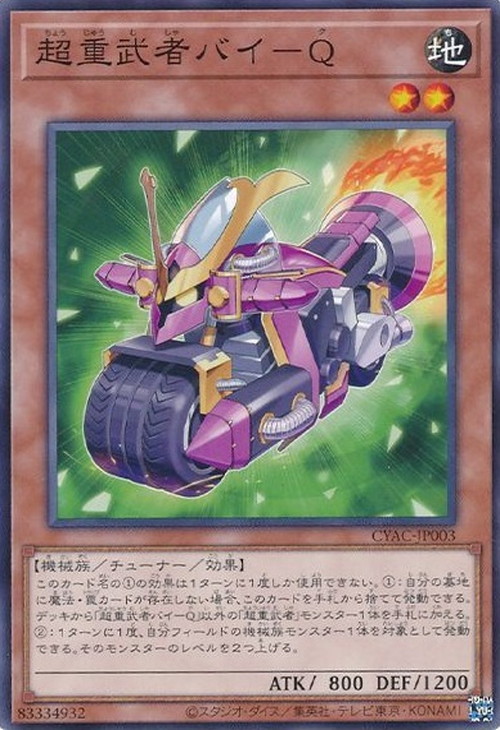 超重武者バイ－Q
地
CYAC-JP003
【機械族／チューナー／効果】
このカード名の①の効果は1ターンに1度しか使用できない。①：自分の墓地
に魔法・罠カードが存在しない場合、このカードを手札から捨てて発動できる。
デッキから「超重武者バイ－Q」以外の「超重武者」モンスター1体を手札に加える。
②：1ターンに1度、自分フィールドの機械族モンスター1体を対象として発動
できる。そのモンスターのレベルを2つ上げる。
ATK/ 800 DEF/1200
83334932 ©スタジオ・ダイス／集英社・テレビ東京・KONAMI